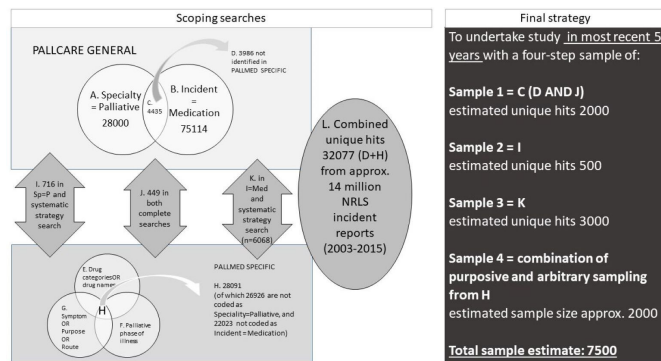 Scoping searches
PALLCARE GENERAL
D. 3986 not
identified in
PALLMED SPECIFIC
A. Specialty
= Palliative
28000
C.
4435
B. Incident =
Medication
75114
I. 716 in
Sp=P and
systematic
strategy
search
J. 449 in
both
complete
searches
K. in
I=Med
and
systematic
strategy
search
(n=6068)
L. Combined
unique hits
32077 (D+H)
from approx.
14 million
NRLS
incident
reports
(2003-2015)
PALLMED SPECIFIC
E. Drug
categoriesOR
drug names
H
G.
Symptom
OR
Purpose
OR
Route
F. Palliative
phase of
illness
H. 28091
(of which 26926 are not
coded as
Speciality=Palliative, and
22023 not coded as
Incident =Medication)
Final strategy
To undertake study in most recent 5
years with a four-step sample of:
Sample 1 = C (D AND J)
estimated unique hits 2000
Sample 2 = I
estimated unique hits 500
Sample 3 = K
estimated unique hits 3000
Sample 4 = combination of
purposive and arbitrary sampling
from H
estimated sample size approx. 2000
Total sample estimate: 7500